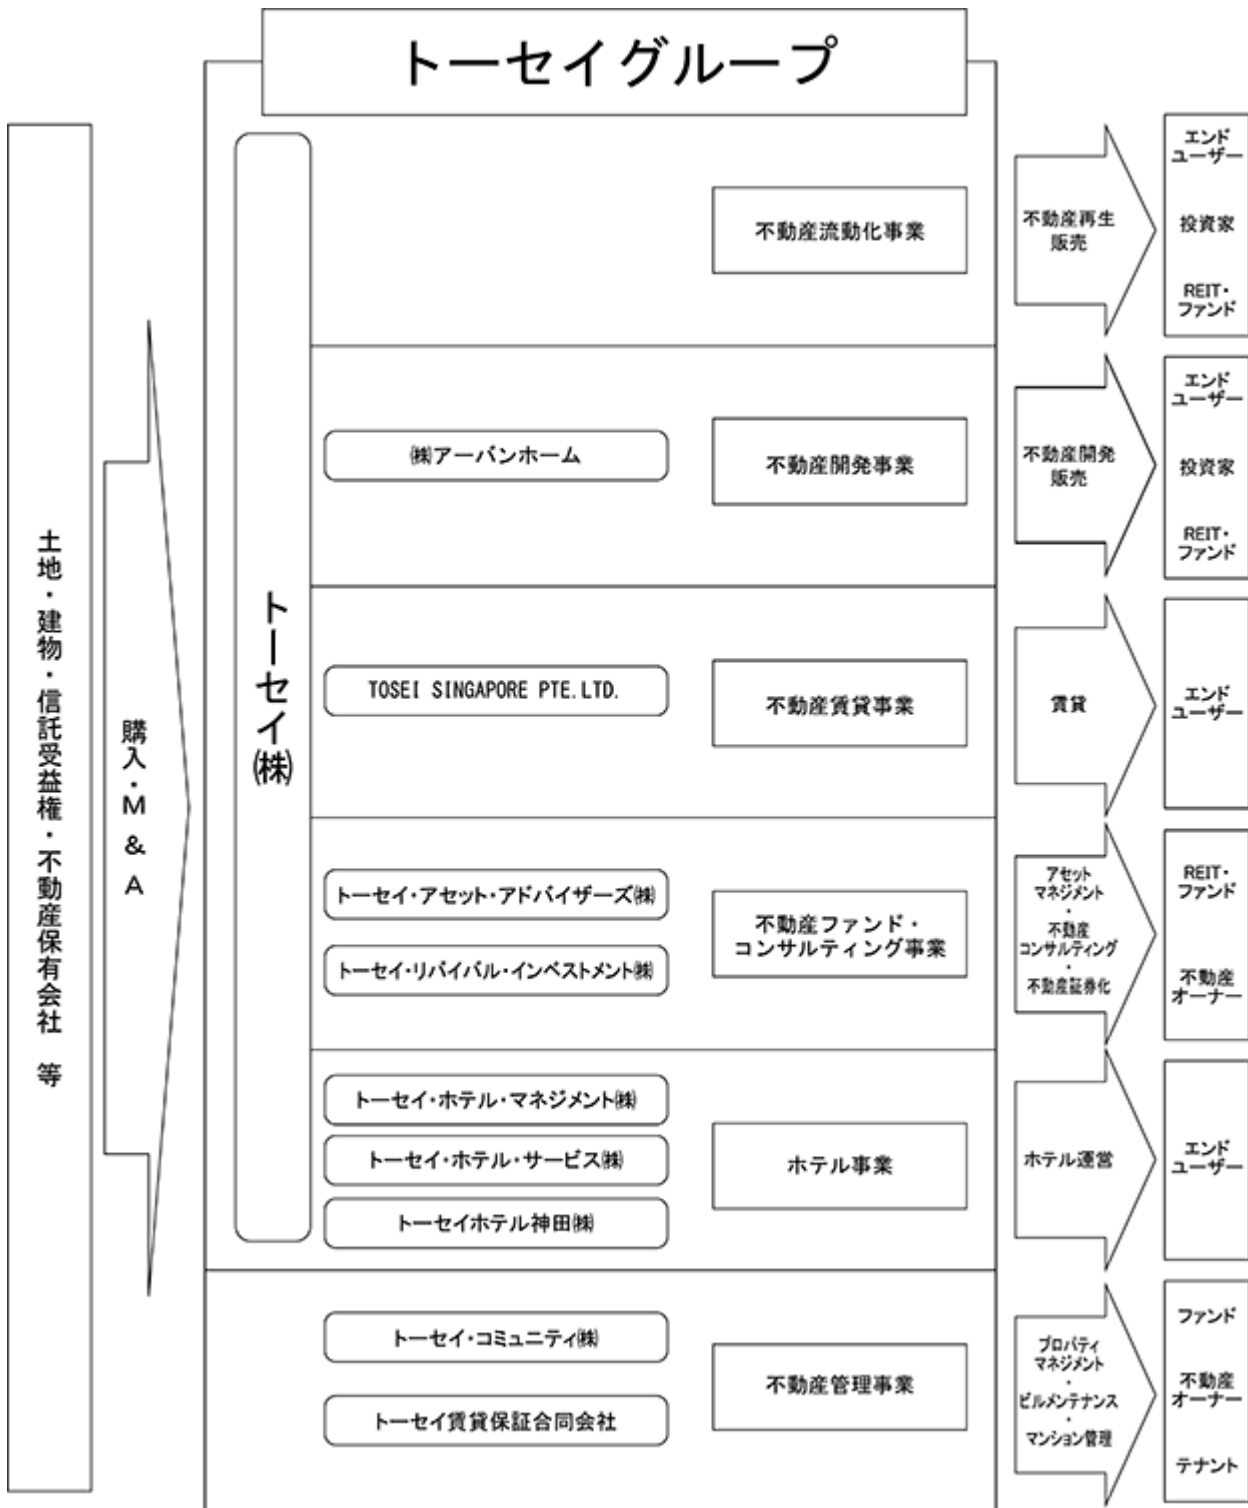 トーセイグループ
土地・建物・信託受益権・不動産保有会社 等
購入・M&A
トーセイ㈱
不動産流動化事業
不動産再生
販売
エンド
ユーザー
投資家
REIT・
ファンド
㈱アーバンホーム
不動産開発事業
不動産開発
販売
エンド
ユーザー
投資家
REIT・
ファンド
TOSEI SINGAPORE PTE.LTD.
不動産賃貸事業
賃貸
エンド
ユーザー
トーセイ・アセット・アドバイザーズ㈱
トーセイ・リバイバル・インベストメント㈱
不動産ファンド・
コンサルティング事業
アセット
マネジメント
・
不動産
コンサルティング
・
不動産証券化
REIT・
ファンド
不動産
オーナー
トーセイ・ホテル・マネジメント㈱
トーセイ・ホテル・サービス㈱
トーセイホテル神田㈱
ホテル事業
ホテル運営
エンド
ユーザー
トーセイ・コミュニティ㈱
トーセイ賃貸保証合同会社
不動産管理事業
プロパティ
マネジメント
・
ビルメンテナンス
・
マンション管理
ファンド
不動産
オーナー
テナント